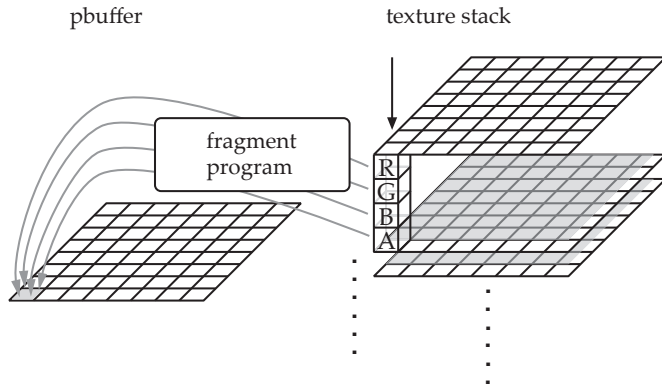 pbuffer
texture stack
fragment
program
R
G
B
A